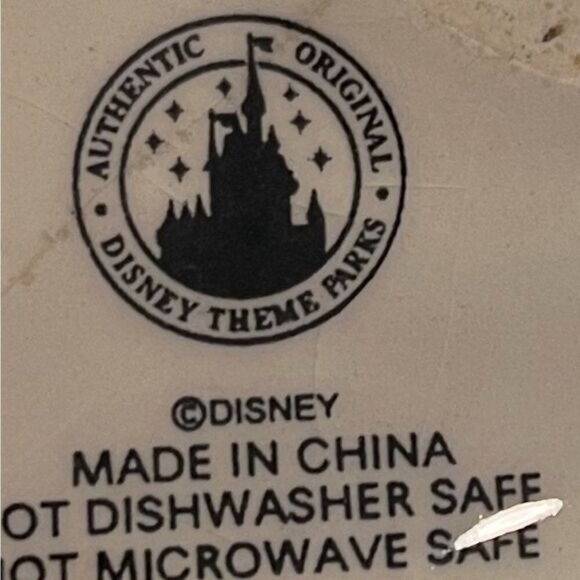 AUTHENTIC ORIGINAL
DISNEY THEME PARKS
©DISNEY
MADE IN CHINA
OT DISHWASHER SAFE
OT MICROWAVE SAFE